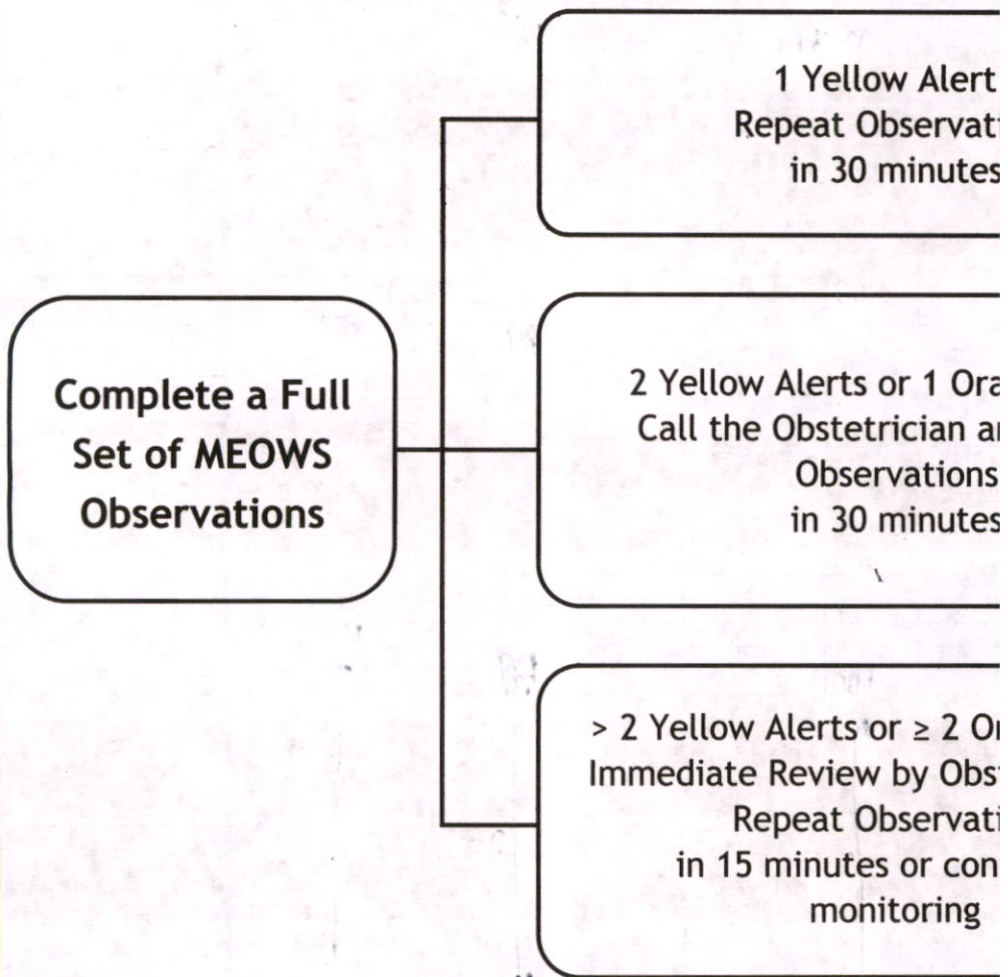 Complete a Full
Set of MEOWS
Observations
1 Yellow Alert
Repeat Observati
in 30 minutes
2 Yellow Alerts or 1 Ora
Call the Obstetrician a
Observations
in 30 minutes
> 2 Yellow Alerts or ≥ 2 Or
Immediate Review by Obs
Repeat Observati
in 15 minutes or con
monitoring